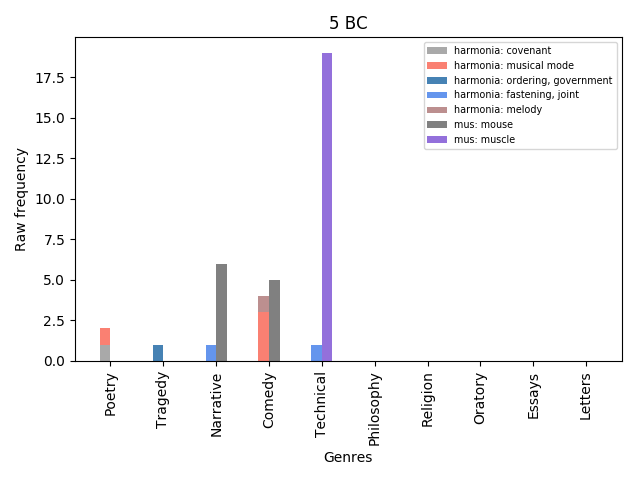 5 BC
harmonia: covenant
harmonia: musical mode
harmonia: ordering, government
harmonia: fastening, joint
harmonia: melody
mus: mouse
mus: muscle
Raw frequency
17.5
15.0
12.5
10.0
7.5
5.0
2.5
0.0
Poetry
Tragedy
Narrative
Comedy
Technical
Philosophy
Religion
Oratory
Essays
Letters
Genres